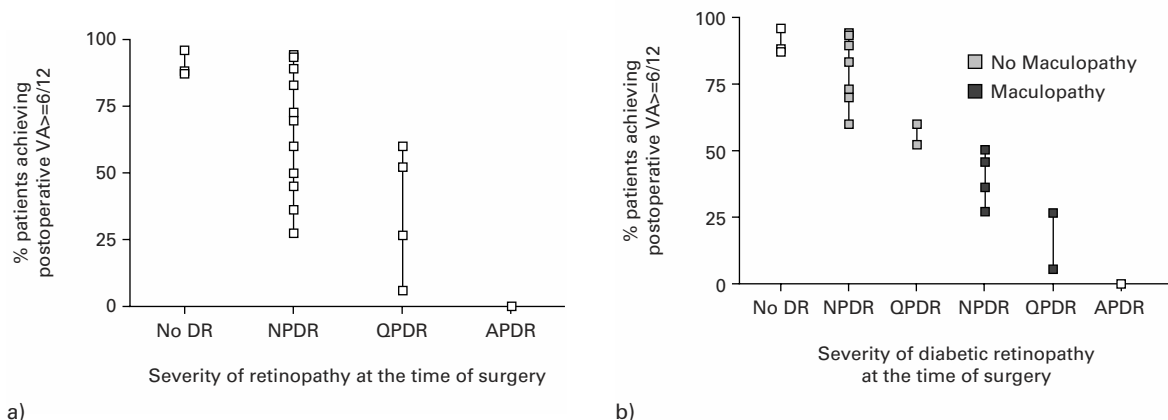 % patients achieving
postoperative VA>=6/12
100
75
50
25
0
No DR
NPDR
QPDR
APDR
Severity of retinopathy at the time of surgery
a)
% patients achieving
postoperative VA>=6/12
100
75
50
25
0
No Maculopathy
Maculopathy
No DR
NPDR
QPDR
NPDR
QPDR
APDR
Severity of diabetic retinopathy
at the time of surgery
b)